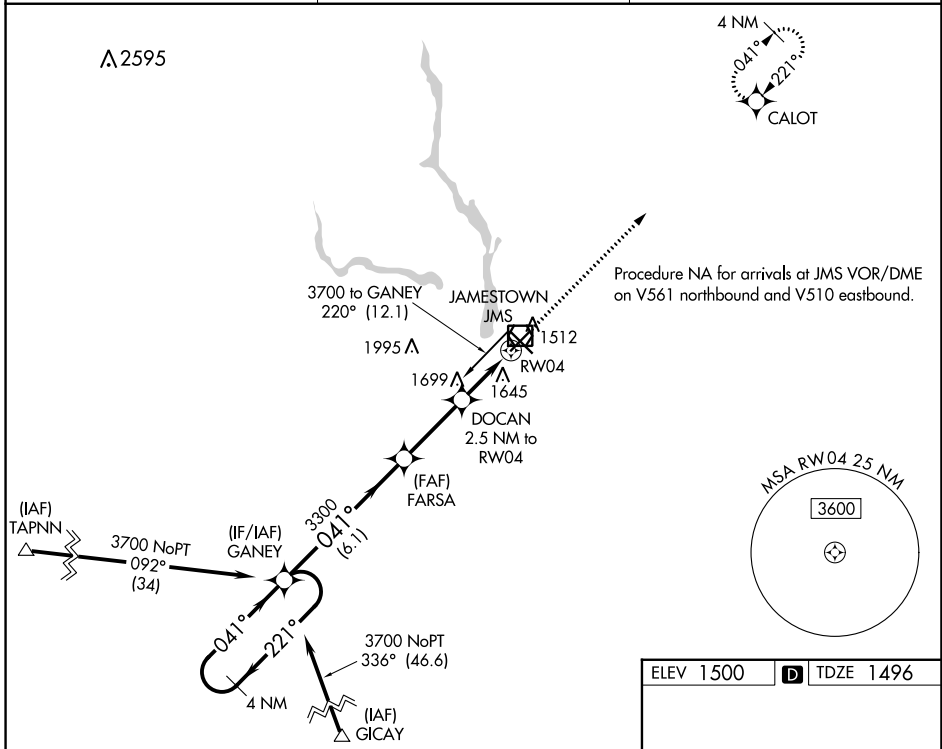 2595
4 NM
041°
221°
CALOT
Procedure NA for arrivals at JMS VOR/DME
on V561 northbound and V510 eastbound.
3700 to GANEY
220° (12.1)
JAMESTOWN
JMS
1512
1995
RW04
1699
1645
DOCAN
2.5 NM to
RW04
(FAF)
FARSA
MSA RW04 25 NM
3600
(IAF)
TAPNN
3700 NoPT
092°
(34)
(IF/IAF)
GANEY
3300
041°
(6.1)
041°
221°
4 NM
3700 NoPT
336° (46.6)
(IAF)
GICAY
ELEV 1500 D TDZE 1496